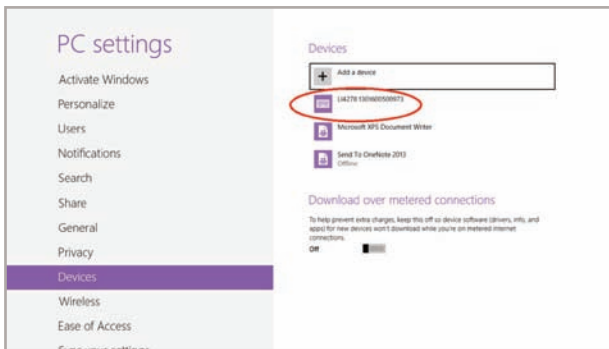 PC settings
Activate Windows
Personalize
Users
Notifications
Search
Share
General
Privacy
Devices
Wireless
Ease of Access
Sync your settings
Devices
Add a device
Microsoft XPS Document Writer
Send To OneNote 2013
Offline
Download over metered connections
To help prevent extra charges, keep this off so device software (drivers, info, and
apps) for new devices won't download while you're on metered internet
connections.
Off